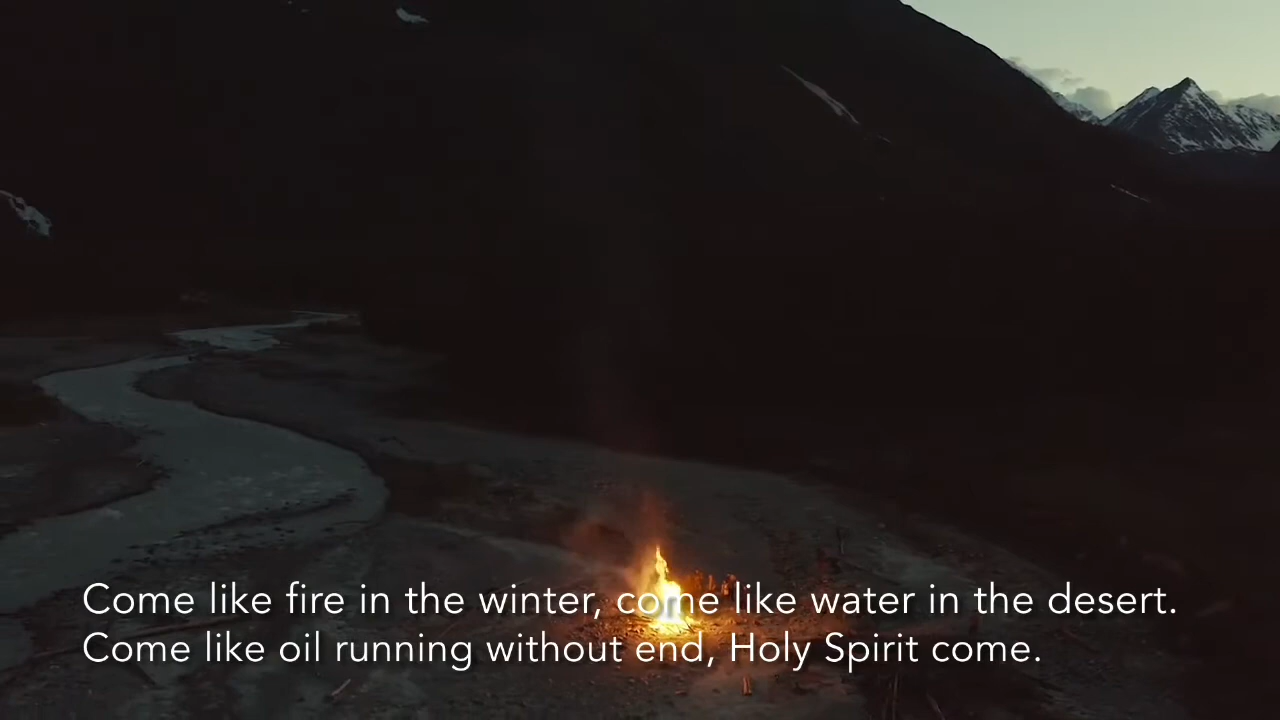 Come like fire in the winter, come like water in the desert.
Come like oil running without end, Holy Spirit come.